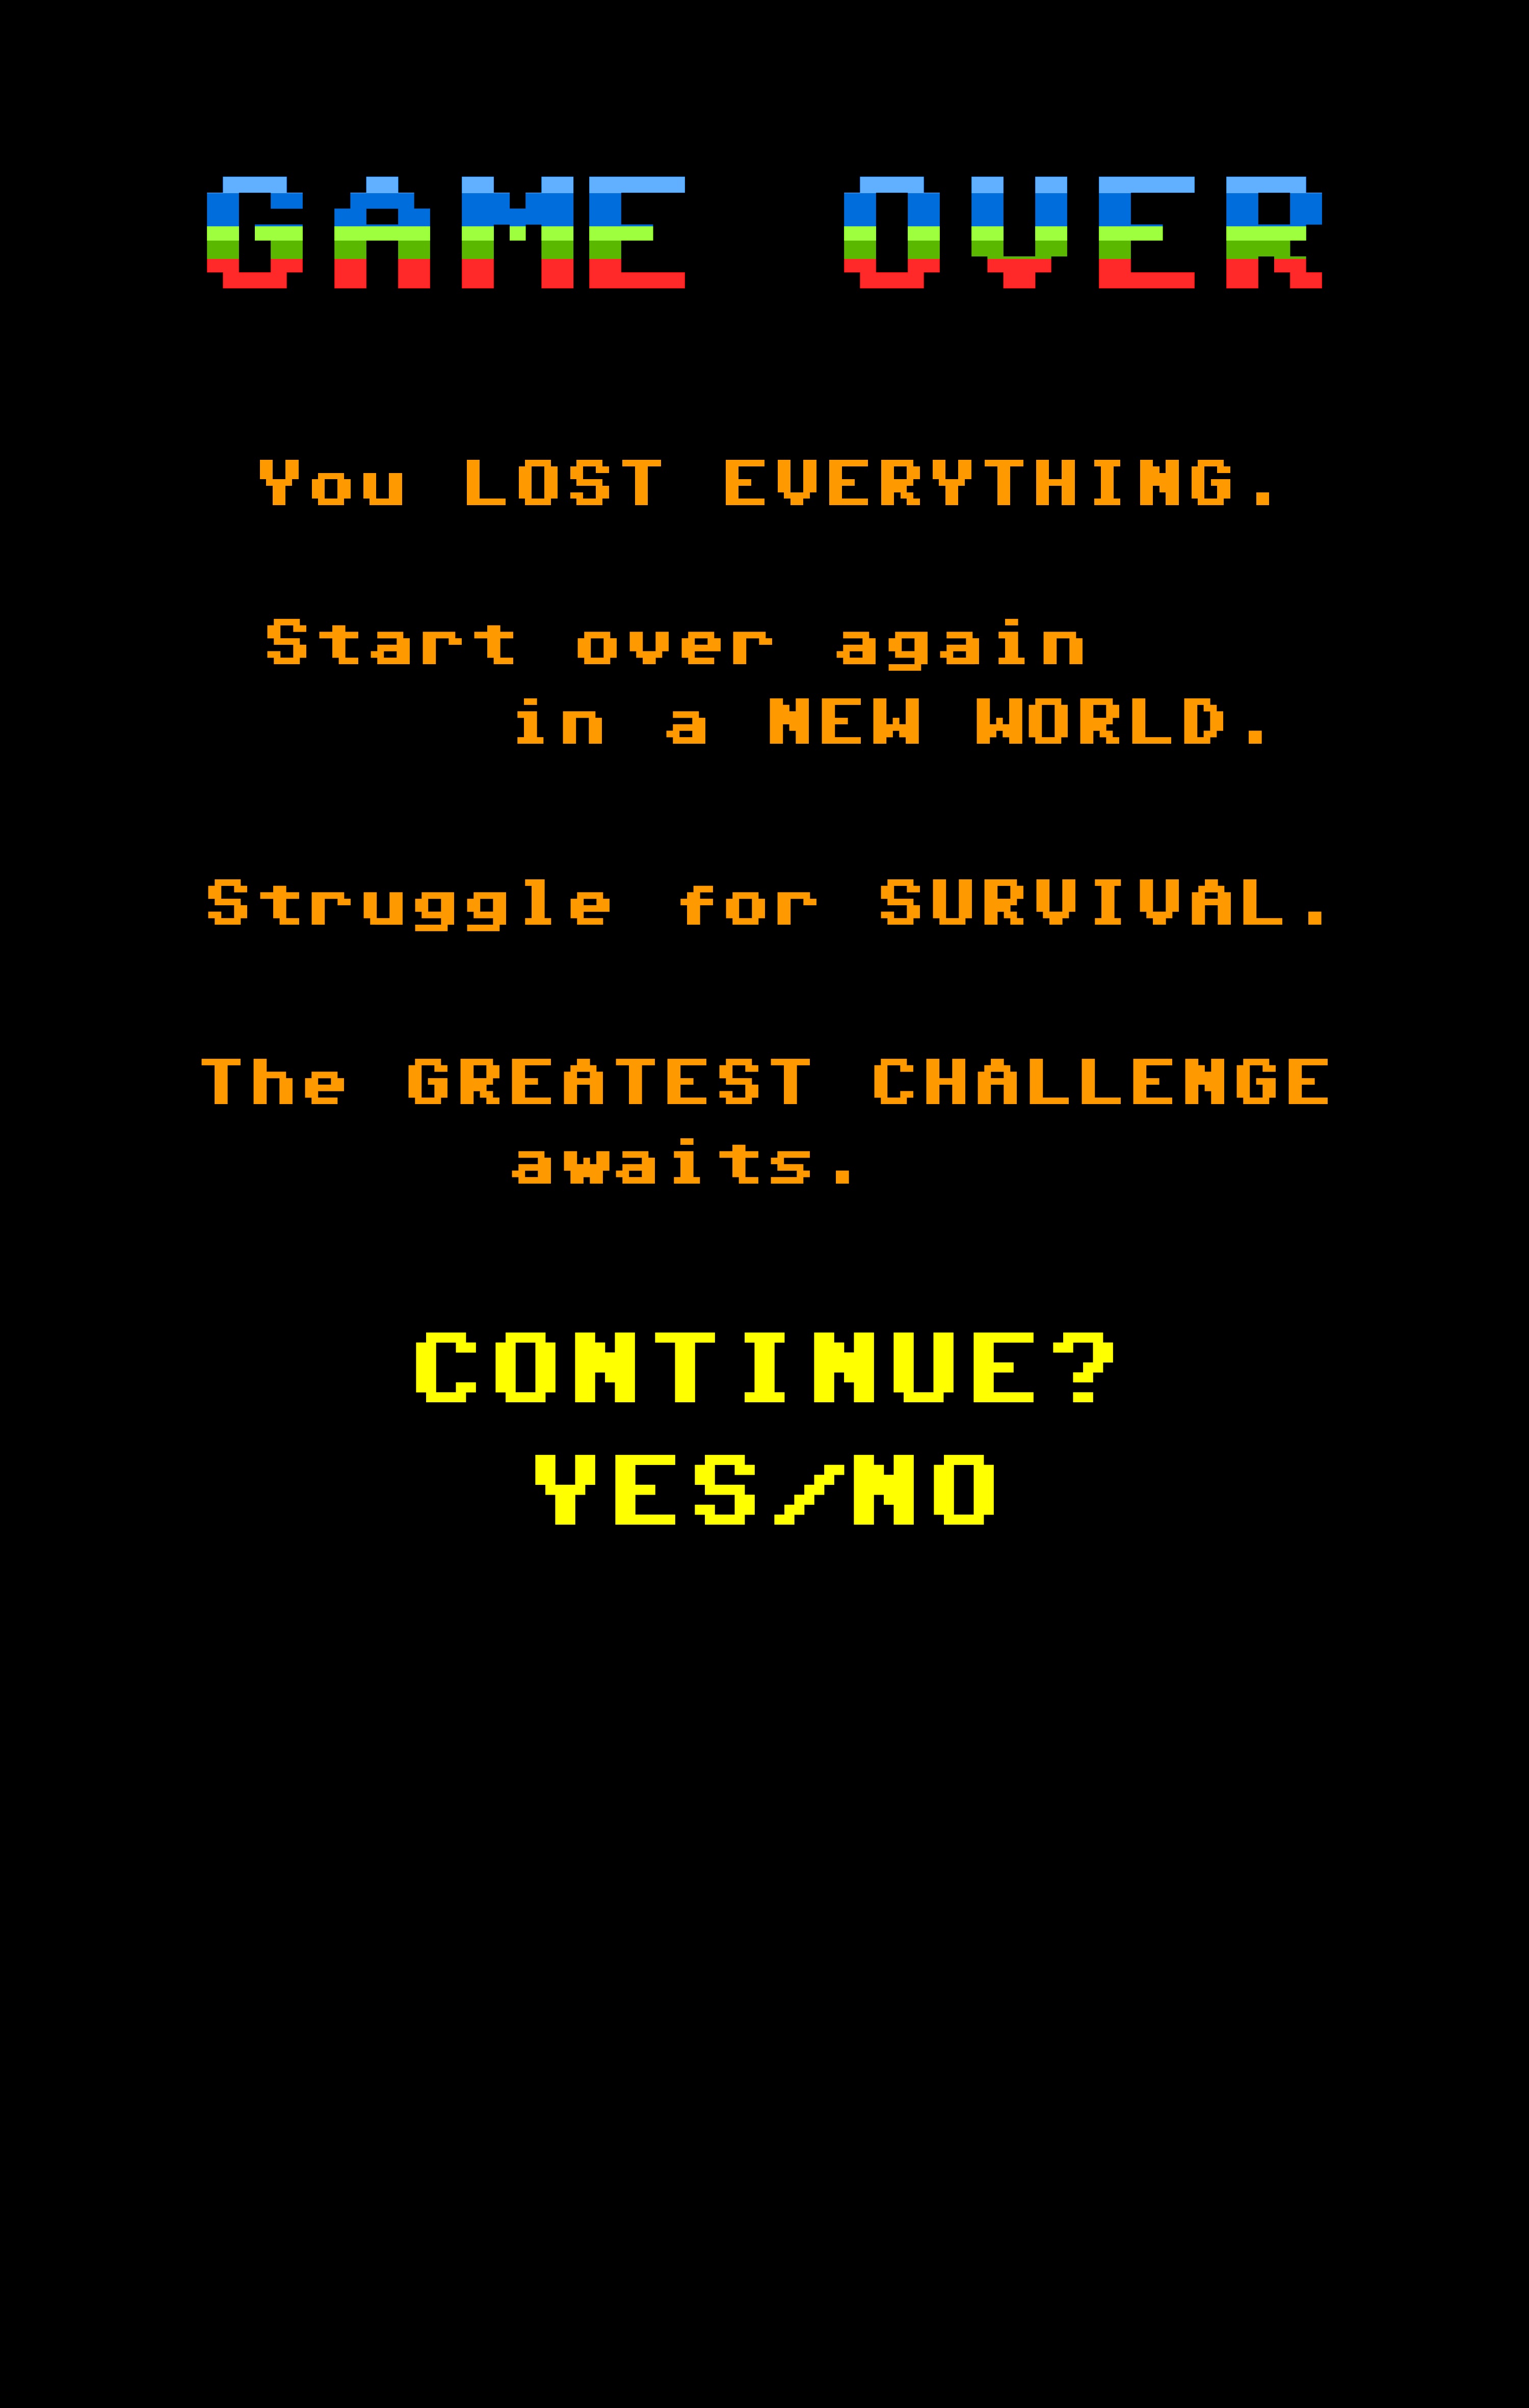 GAME OVER
You LOST EVERYTHING.
Start over again
in a NEW WORLD.
Struggle for SURVIVAL.
The GREATEST CHALLENGE
awaits.
CONTINUE?
YES/NO